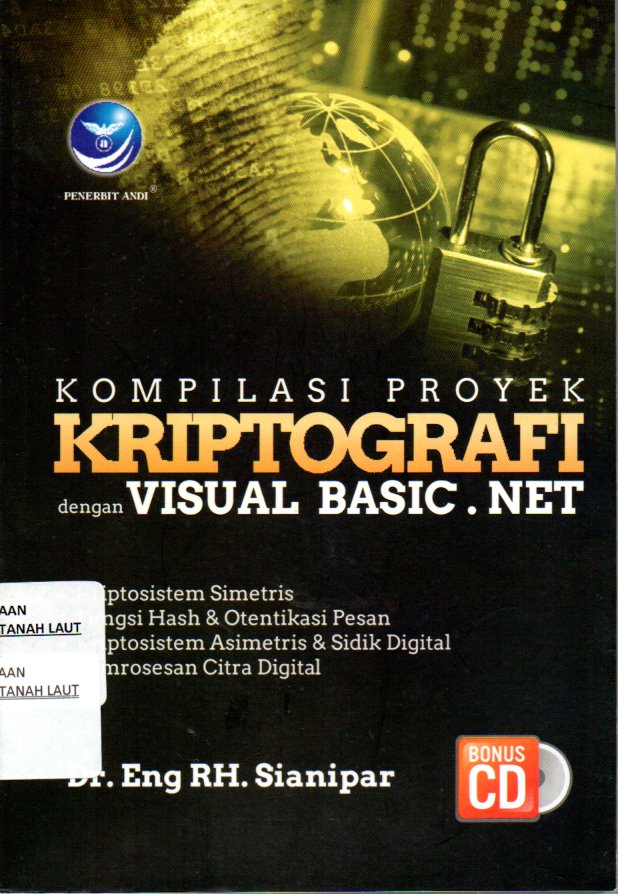 PENERBIT ANDI®
KOMPILASI PROYEK
KRIPTOGRAFI
dengan VISUAL BASIC . NET
iptosistem Simetris
ngsi Hash & Otentikasi Pesan
iptosistem Asimetris & Sidik Digital
mrosesan Citra Digital
AAN
TANAH LAUT
AAN
TANAH LAUT
Dr. Eng RH. Sianipar
BONUS
CD